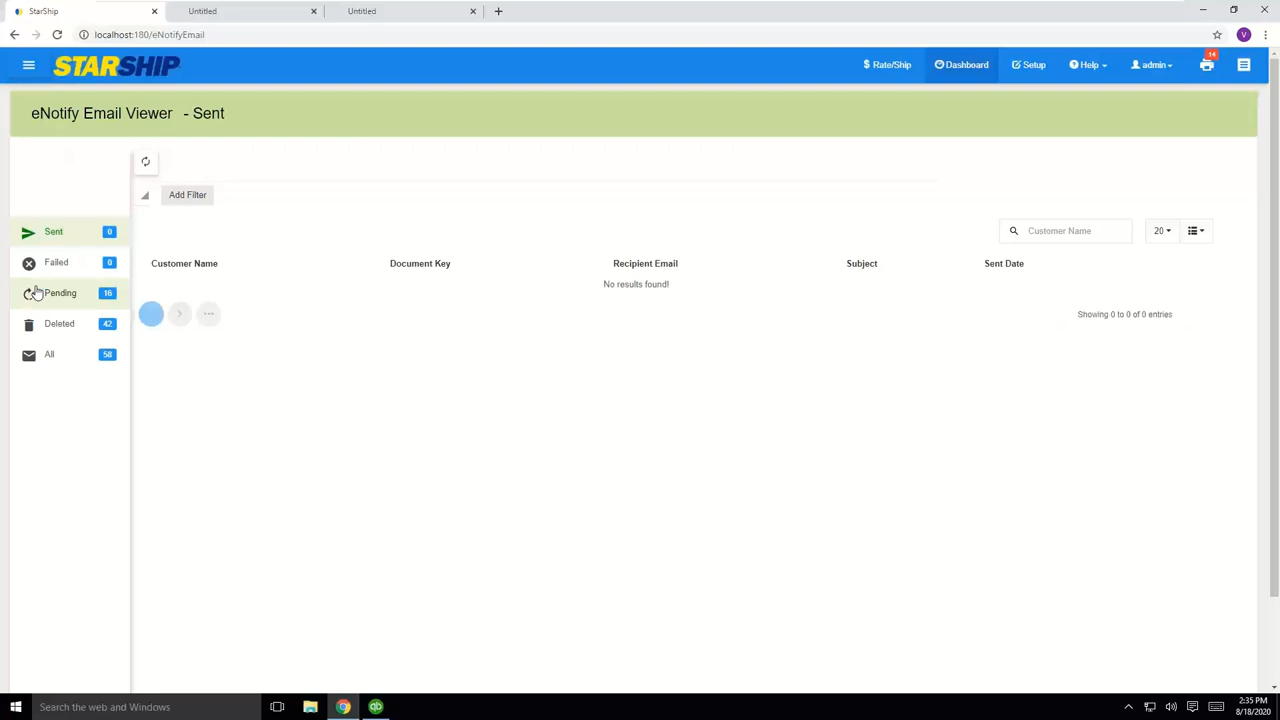 StarShip
Untitled
Untitled
localhost:180/eNotifyEmail
V
STARSHIP
$ Rate/Ship
Dashboard
Setup
Help
admin
14
eNotify Email Viewer - Sent
Add Filter
Sent 0
Failed 0
Pending 16
Deleted 42
All 58
Customer Name
20
Customer Name
Document Key
Recipient Email
Subject
Sent Date
No results found!
Showing 0 to 0 of 0 entries
Search the web and Windows
qb
2:35 PM
8/18/2020